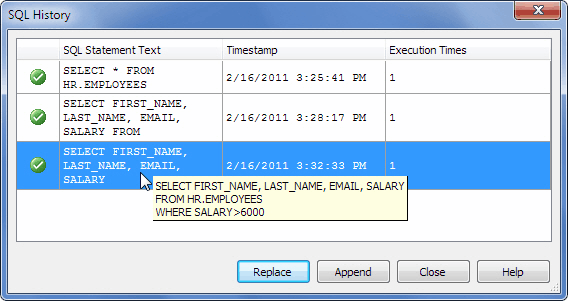 SQL History
SQL Statement Text Timestamp Execution Times
SELECT * FROM
HR.EMPLOYEES
2/16/2011 3:25:41 PM 1
SELECT FIRST_NAME,
LAST_NAME, EMAIL,
SALARY FROM
2/16/2011 3:28:17 PM 1
SELECT FIRST_NAME,
LAST_NAME, EMAIL,
SALARY
2/16/2011 3:32:33 PM 1
SELECT FIRST_NAME, LAST_NAME, EMAIL, SALARY
FROM HR.EMPLOYEES
WHERE SALARY>6000
Replace Append Close Help